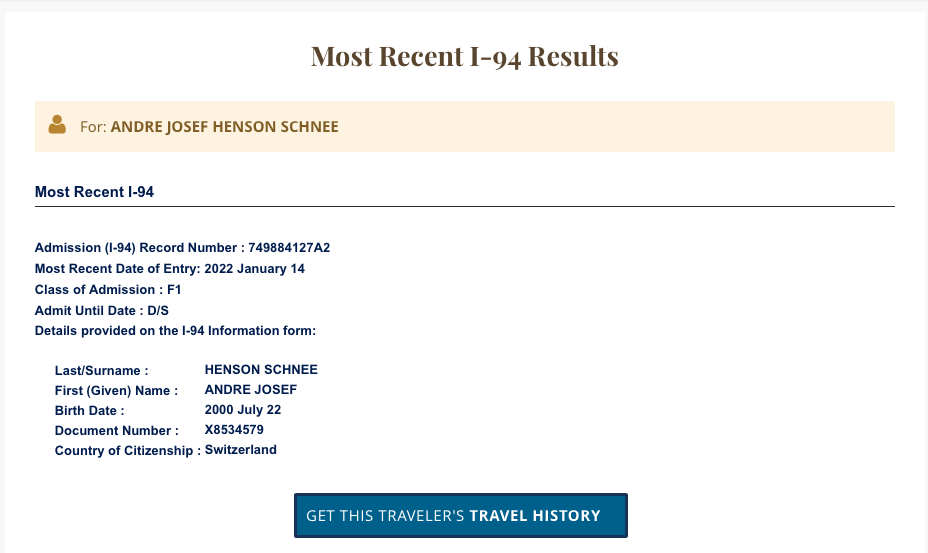 Most Recent I-94 Results
For: ANDRE JOSEF HENSON SCHNEE
Most Recent I-94
Admission (I-94) Record Number : 749884127A2
Most Recent Date of Entry: 2022 January 14
Class of Admission : F1
Admit Until Date : D/S
Details provided on the I-94 Information form:
Last/Surname : HENSON SCHNEE
First (Given) Name : ANDRE JOSEF
Birth Date : 2000 July 22
Document Number : X8534579
Country of Citizenship : Switzerland
GET THIS TRAVELER'S TRAVEL HISTORY